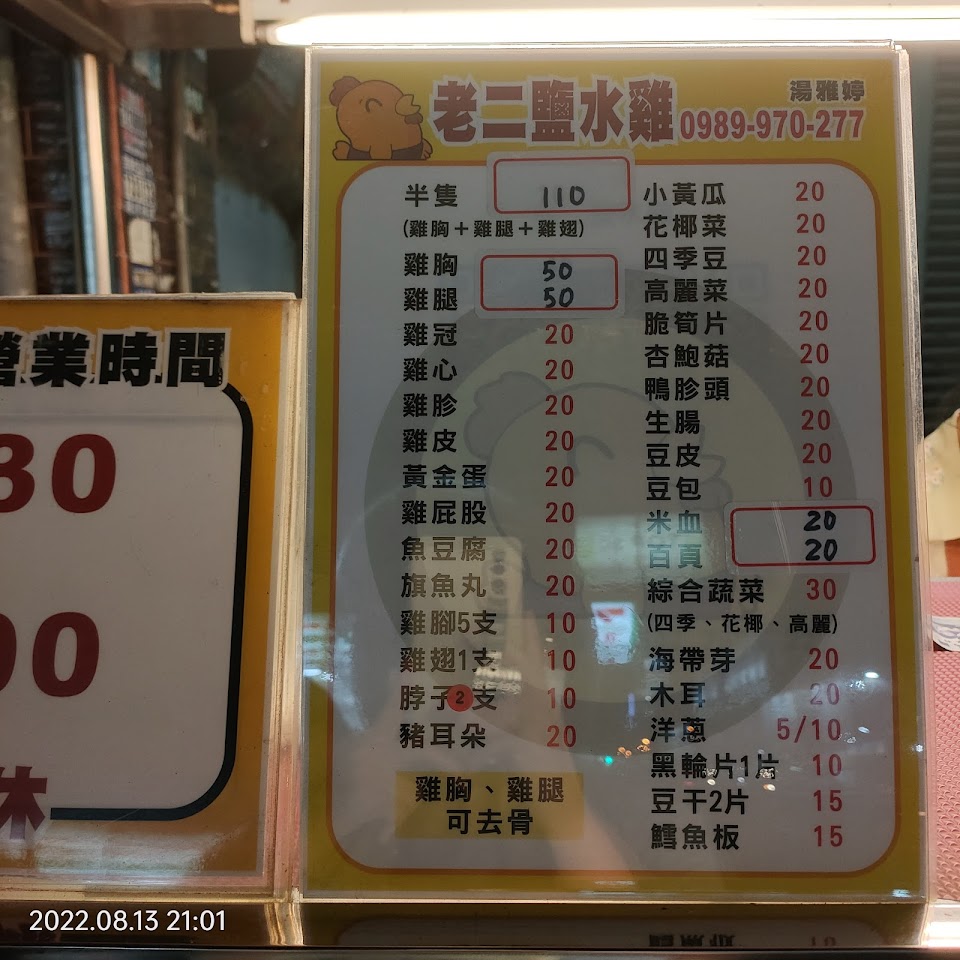 老二鹽水雞
湯雅婷
0989-970-277
半隻 110
(雞胸＋雞腿＋雞翅)
雞胸 50
雞腿 50
雞冠 20
雞心 20
雞胗 20
雞皮 20
黃金蛋 20
雞屁股 20
魚豆腐 20
旗魚丸 20
雞腳5支 10
雞翅1支 10
脖子2支 10
豬耳朵 20
雞胸、雞腿
可去骨
小黃瓜 20
花椰菜 20
四季豆 20
高麗菜 20
脆筍片 20
杏鮑菇 20
鴨胗頭 20
生腸 20
豆皮 20
豆包 10
米血 20
百頁 20
綜合蔬菜 30
(四季、花椰、高麗)
海帶芽 20
木耳 20
洋蔥 5/10
黑輪片1片 10
豆干2片 15
鱈魚板 15
營業時間
30
00
休
2022.08.13 21:01